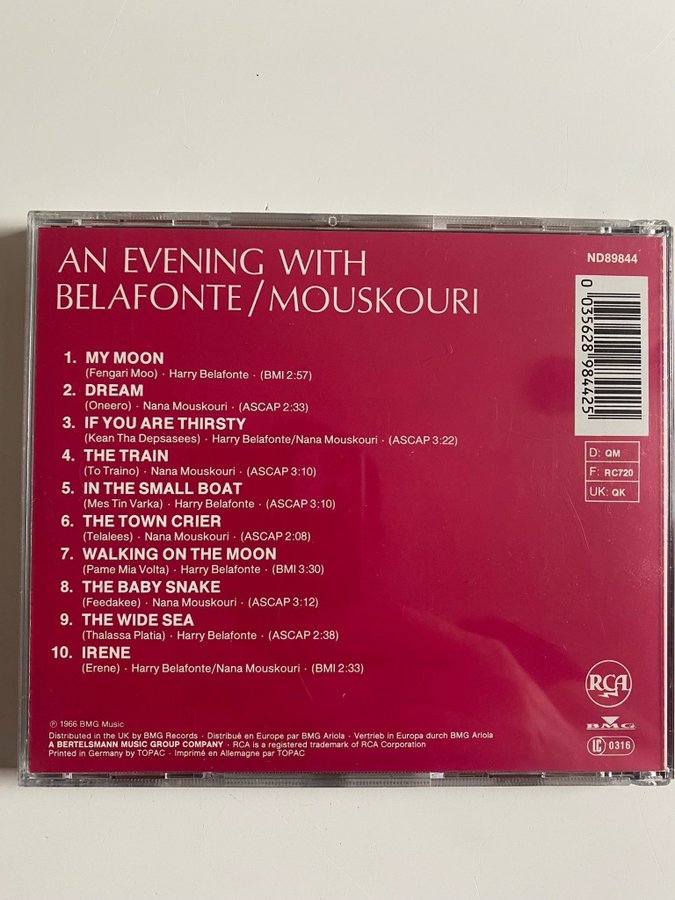 AN EVENING WITH
BELAFONTE/MOUSKOURI
ND89844
0 035628 984425
D: QM
F: RC720
UK: QK
1. MY MOON
(Fengari Moo) · Harry Belafonte · (BMI 2:57)
2. DREAM
(Oneero) · Nana Mouskouri · (ASCAP 2:33)
3. IF YOU ARE THIRSTY
(Kean Tha Depsasees) · Harry Belafonte/Nana Mouskouri · (ASCAP 3:22)
4. THE TRAIN
(To Traino) · Nana Mouskouri · (ASCAP 3:10)
5. IN THE SMALL BOAT
(Mes Tin Varka) · Harry Belafonte · (ASCAP 3:10)
6. THE TOWN CRIER
(Telalees) · Nana Mouskouri · (ASCAP 2:08)
7. WALKING ON THE MOON
(Pame Mia Volta) · Harry Belafonte · (BMI 3:30)
8. THE BABY SNAKE
(Feedakee) · Nana Mouskouri · (ASCAP 3:12)
9. THE WIDE SEA
(Thalassa Platia) · Harry Belafonte · (ASCAP 2:38)
10. IRENE
(Erene) · Harry Belafonte/Nana Mouskouri · (BMI 2:33)
RCA
BMG
LC 0316
℗ 1966 BMG Music
Distributed in the UK by BMG Records · Distribué en Europe par BMG Ariola · Vertrieb in Europa durch BMG Ariola
A BERTELSMANN MUSIC GROUP COMPANY · RCA is a registered trademark of RCA Corporation
Printed in Germany by TOPAC · Imprimé en Allemagne par TOPAC